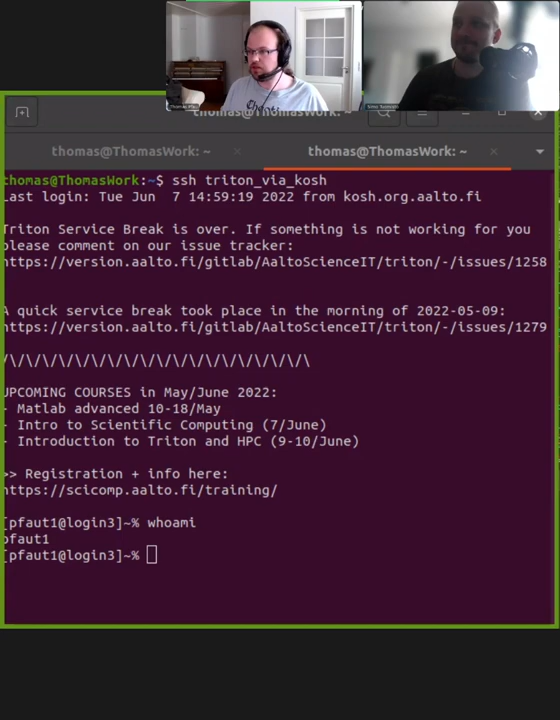 thomas@ThomasWork: ~
thomas@ThomasWork: ~ × thomas@ThomasWork: ~ ×
thomas@ThomasWork:~$ ssh triton_via_kosh
Last login: Tue Jun  7 14:59:19 2022 from kosh.org.aalto.fi
Triton Service Break is over. If something is not working for you
please comment on our issue tracker:
https://version.aalto.fi/gitlab/AaltoScienceIT/triton/-/issues/1258
A quick service break took place in the morning of 2022-05-09:
https://version.aalto.fi/gitlab/AaltoScienceIT/triton/-/issues/1279
/\/\/\/\/\/\/\/\/\/\/\/\/\/\/\/\/\/\/\
UPCOMING COURSES in May/June 2022:
- Matlab advanced 10-18/May
- Intro to Scientific Computing (7/June)
- Introduction to Triton and HPC (9-10/June)
>> Registration + info here:
https://scicomp.aalto.fi/training/
[pfaut1@login3]~% whoami
pfaut1
[pfaut1@login3]~%